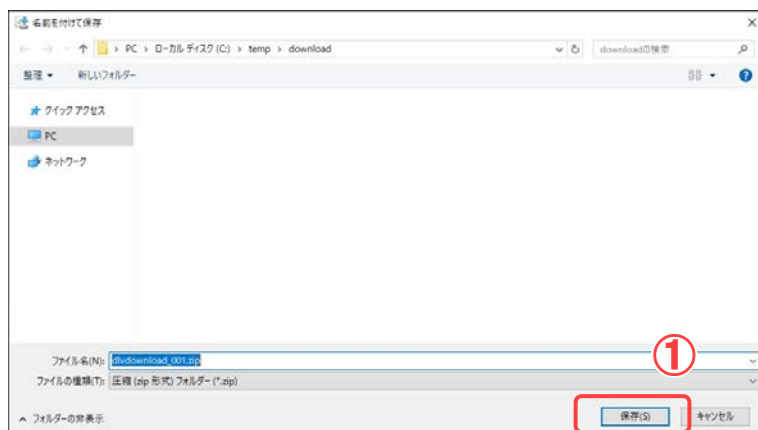 名前を付けて保存
PC › ローカル ディスク (C:) › temp › download
downloadの検索
整理
新しいフォルダー
クイック アクセス
PC
ネットワーク
ファイル名(N): dlvdownload_001.zip
ファイルの種類(T): 圧縮 (zip 形式) フォルダー (*.zip)
①
フォルダーの非表示
保存(S)
キャンセル